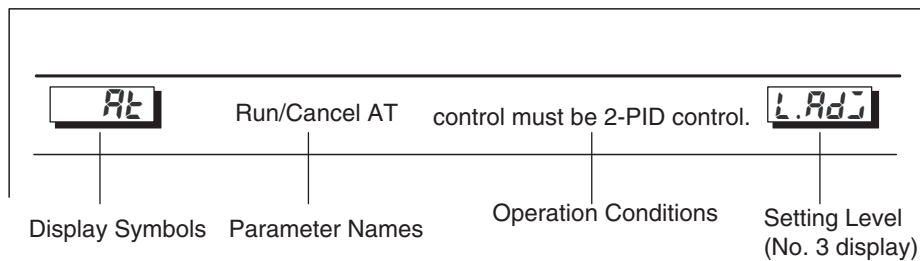 At Run/Cancel AT control must be 2-PID control. L.AdJ
Display Symbols Parameter Names Operation Conditions Setting Level
(No. 3 display)